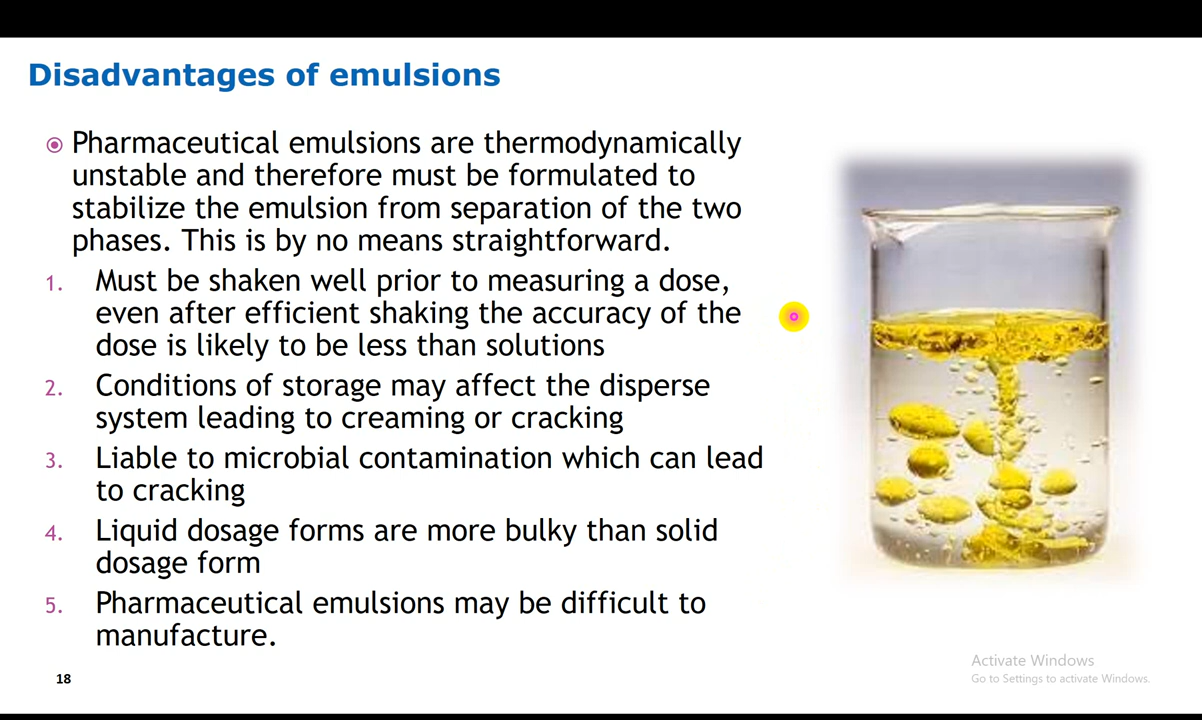 Disadvantages of emulsions
Pharmaceutical emulsions are thermodynamically
unstable and therefore must be formulated to
stabilize the emulsion from separation of the two
phases. This is by no means straightforward.
1. Must be shaken well prior to measuring a dose,
even after efficient shaking the accuracy of the
dose is likely to be less than solutions
2. Conditions of storage may affect the disperse
system leading to creaming or cracking
3. Liable to microbial contamination which can lead
to cracking
4. Liquid dosage forms are more bulky than solid
dosage form
5. Pharmaceutical emulsions may be difficult to
manufacture.
18
Activate Windows
Go to Settings to activate Windows.